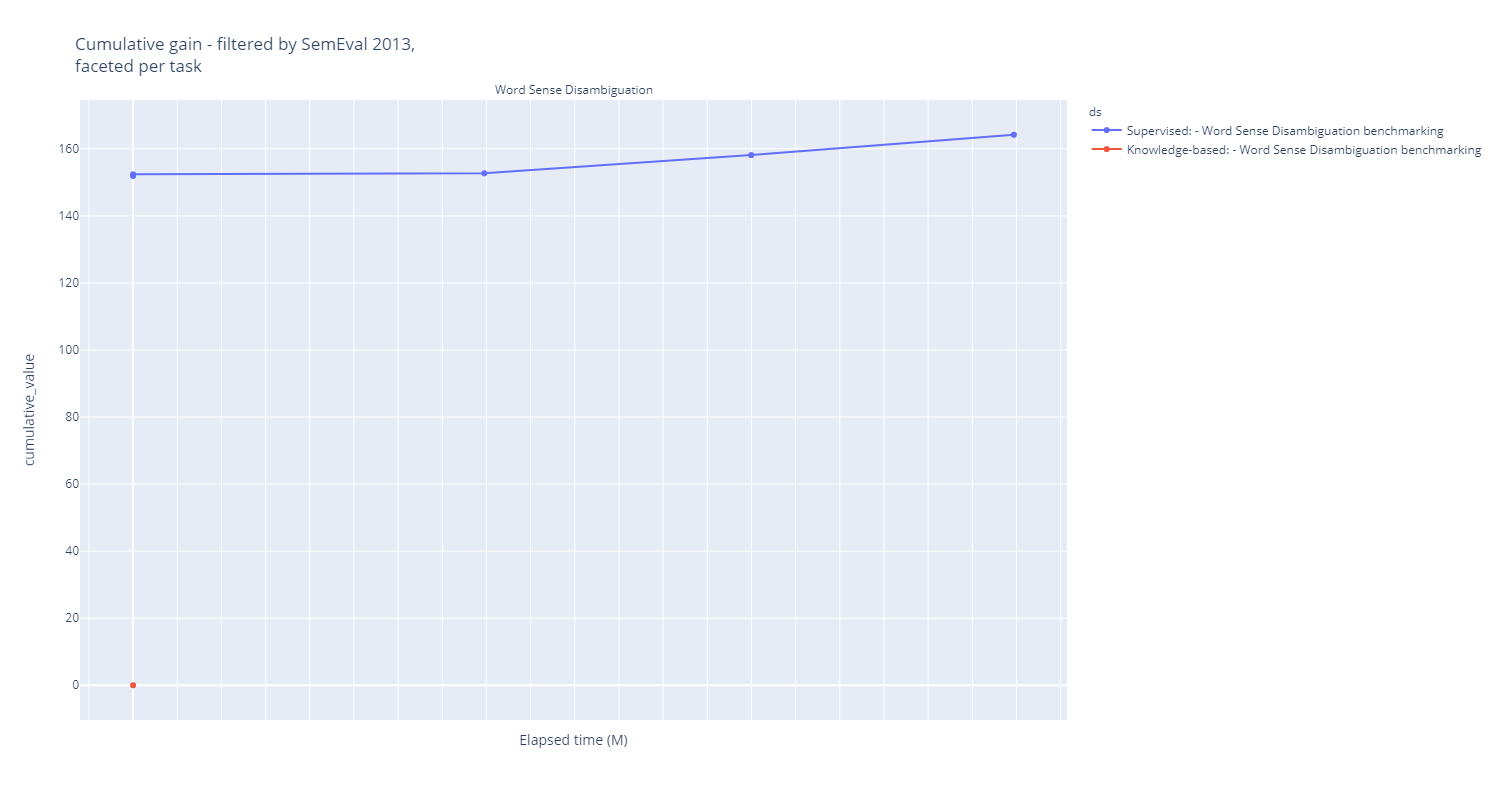 Cumulative gain - filtered by SemEval 2013,
faceted per task
Word Sense Disambiguation
ds
Supervised: - Word Sense Disambiguation benchmarking
Knowledge-based: - Word Sense Disambiguation benchmarking
160
140
120
100
80
60
40
20
0
cumulative_value
Elapsed time (M)